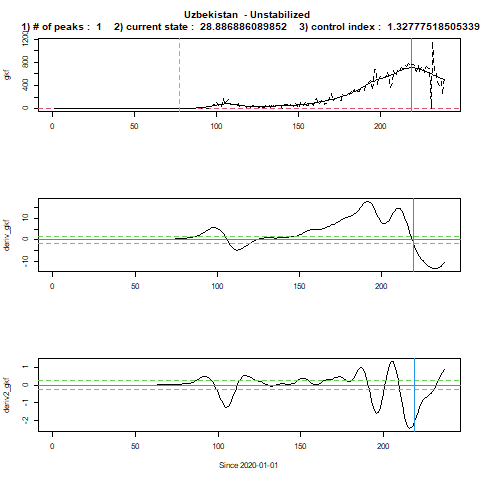 Uzbekistan - Unstabilized
1) # of peaks : 1 2) current state : 28.886886089852 3) control index : 1.32777518505339
gkf
0 400 800 1200
0 50 100 150 200
deriv_gkf
-10 0 10
0 50 100 150 200
deriv2_gkf
-2 -1 0 1
0 50 100 150 200
Since 2020-01-01